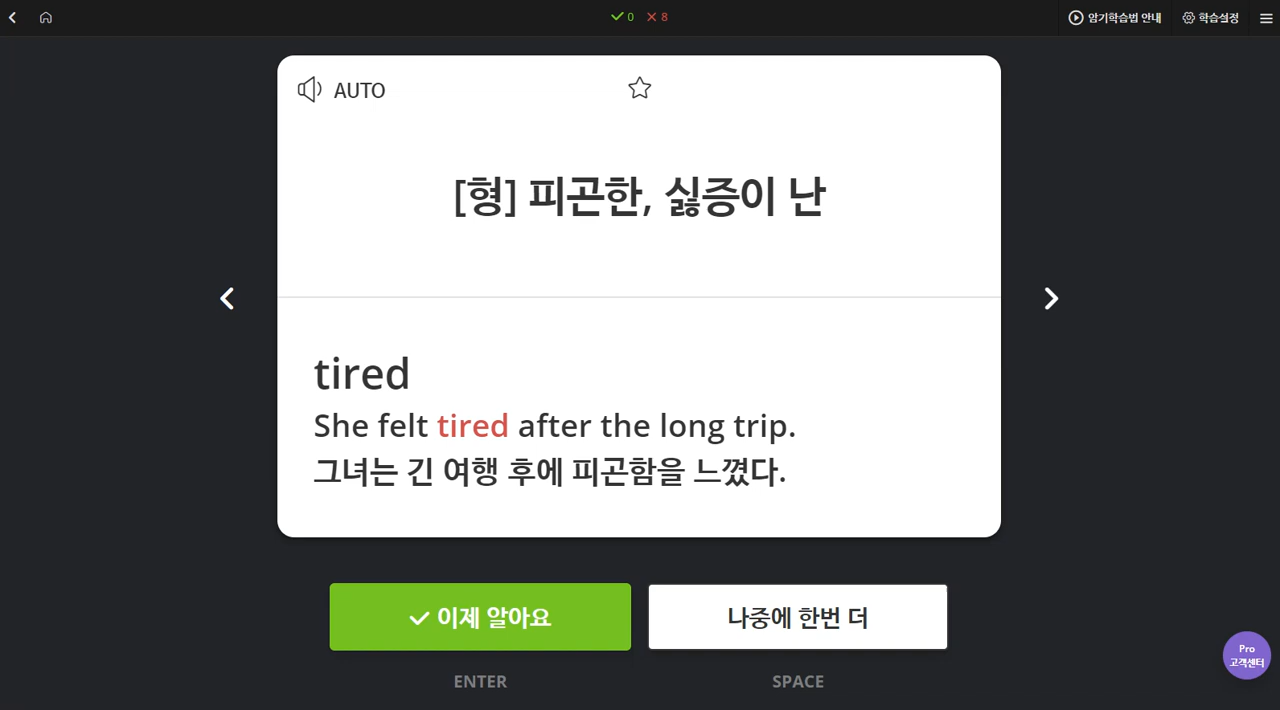 0 8
암기학습법 안내 학습설정
AUTO
[형] 피곤한, 싫증이 난
tired
She felt tired after the long trip.
그녀는 긴 여행 후에 피곤함을 느꼈다.
이제 알아요 나중에 한번 더
Pro
고객센터
ENTER SPACE